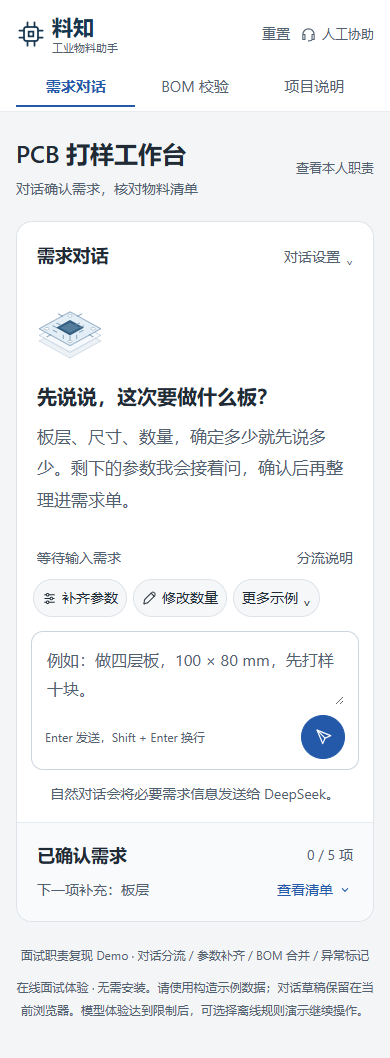 料知
工业物料助手
重置
人工协助
需求对话
BOM 校验
项目说明
PCB 打样工作台
查看本人职责
对话确认需求，核对物料清单
需求对话
对话设置
先说说，这次要做什么板？
板层、尺寸、数量，确定多少就先说多
少。剩下的参数我会接着问，确认后再整
理进需求单。
等待输入需求
分流说明
补齐参数
修改数量
更多示例
例如：做四层板，100 × 80 mm，先打样
十块。
Enter 发送，Shift + Enter 换行
自然对话会将必要需求信息发送给 DeepSeek。
已确认需求
0 / 5 项
下一项补充：板层
查看清单
面试职责复现 Demo · 对话分流 / 参数补齐 / BOM 合并 / 异常标记
在线面试体验 · 无需安装。请使用构造示例数据；对话草稿保留在当
前浏览器。模型体验达到限制后，可选择离线规则演示继续操作。